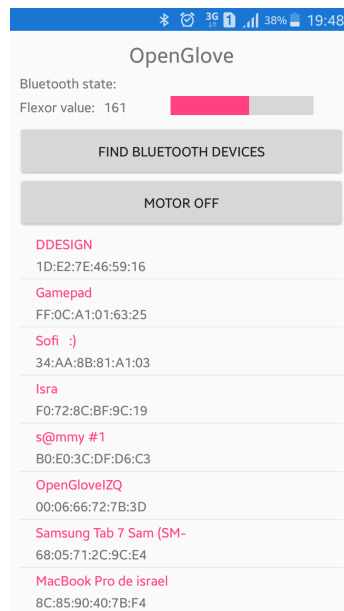 3G 1 38% 19:48
OpenGlove
Bluetooth state:
Flexor value: 161
FIND BLUETOOTH DEVICES
MOTOR OFF
DDESIGN
1D:E2:7E:46:59:16
Gamepad
FF:0C:A1:01:63:25
Sofi :)
34:AA:8B:81:A1:03
Isra
F0:72:8C:BF:9C:19
s@mmy #1
B0:E0:3C:DF:D6:C3
OpenGloveIZQ
00:06:66:72:7B:3D
Samsung Tab 7 Sam (SM-
68:05:71:2C:9C:E4
MacBook Pro de israel
8C:85:90:40:7B:F4